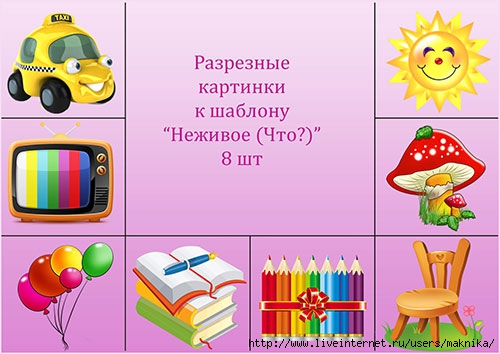 TAXI
Разрезные
картинки
к шаблону
“Неживое (Что?)”
8 шт
http://www.liveinternet.ru/users/maknika/